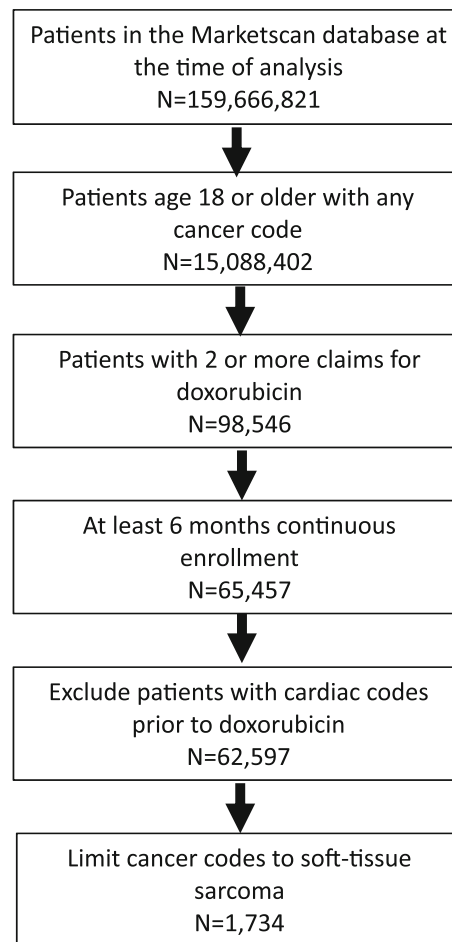 Patients in the Marketscan database at
the time of analysis
N=159,666,821
Patients age 18 or older with any
cancer code
N=15,088,402
Patients with 2 or more claims for
doxorubicin
N=98,546
At least 6 months continuous
enrollment
N=65,457
Exclude patients with cardiac codes
prior to doxorubicin
N=62,597
Limit cancer codes to soft-tissue
sarcoma
N=1,734